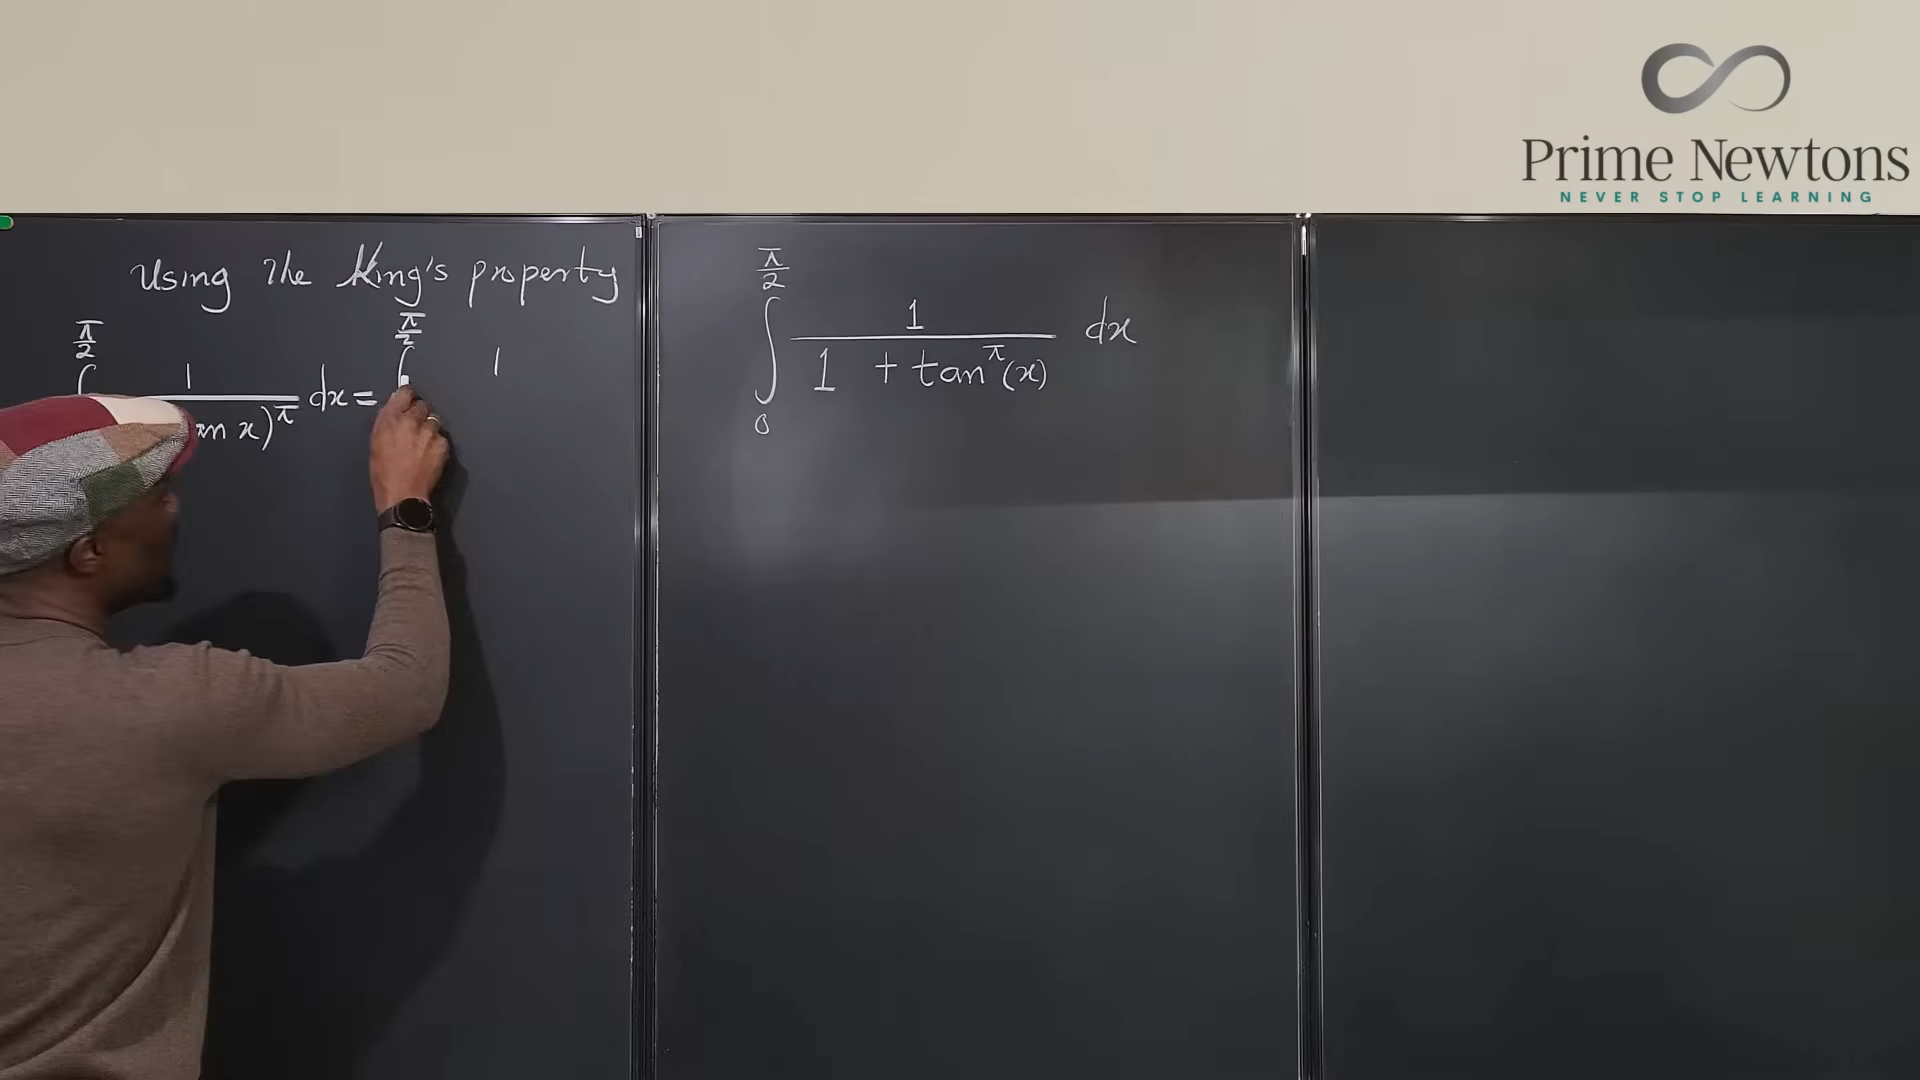 Prime Newtons
NEVER STOP LEARNING
Using the King's property
π/2 ∫ 1 / an x)^π dx = π/2 ∫ 1
π/2 ∫ 0 1 / 1 + tan^π(x) dx